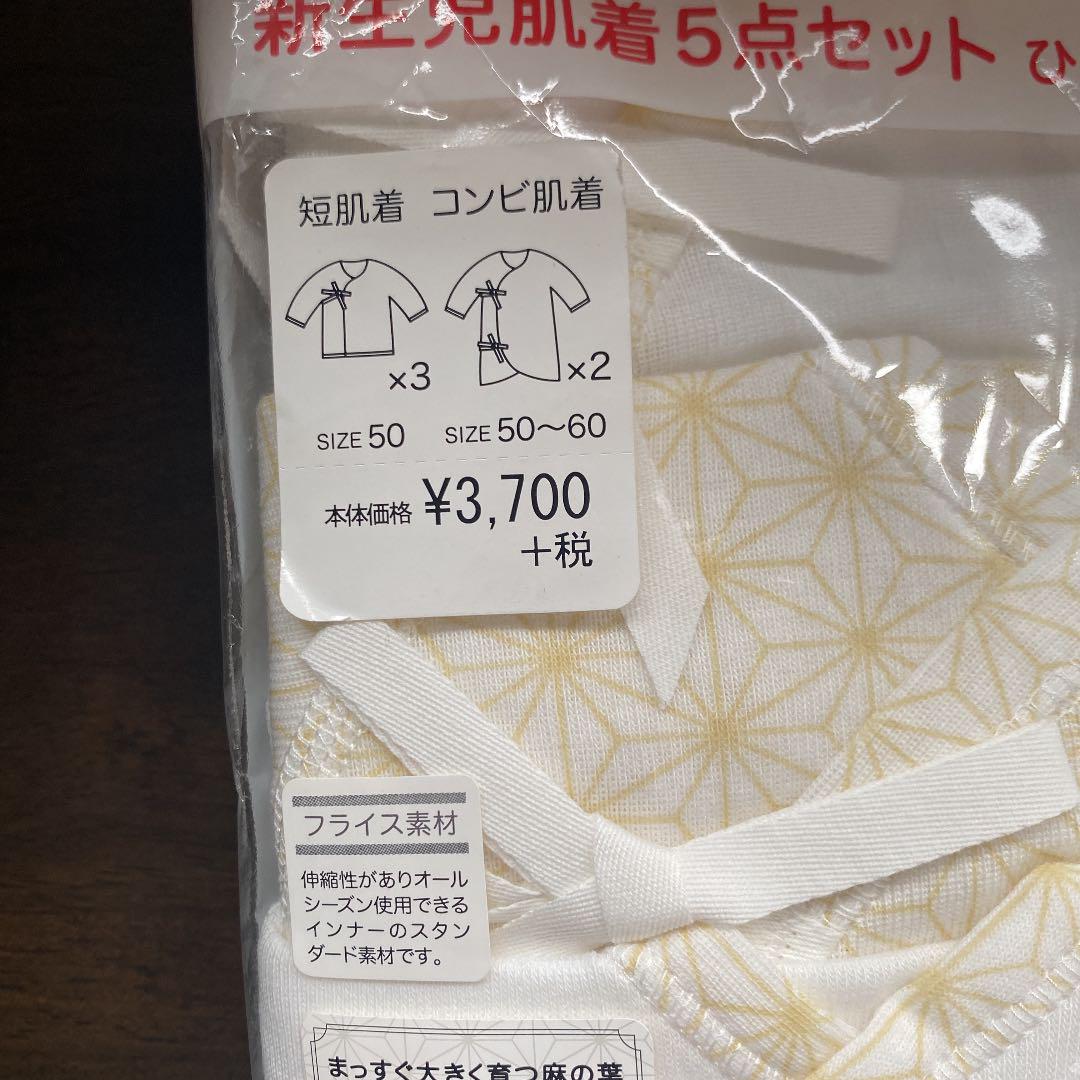 新生児肌着5点セット ひ
短肌着 コンビ肌着
×3 ×2
SIZE 50 SIZE 50〜60
本体価格 ¥3,700
+税
フライス素材
伸縮性がありオール
シーズン使用できる
インナーのスタン
ダード素材です。
まっすぐ大きく育つ麻の葉